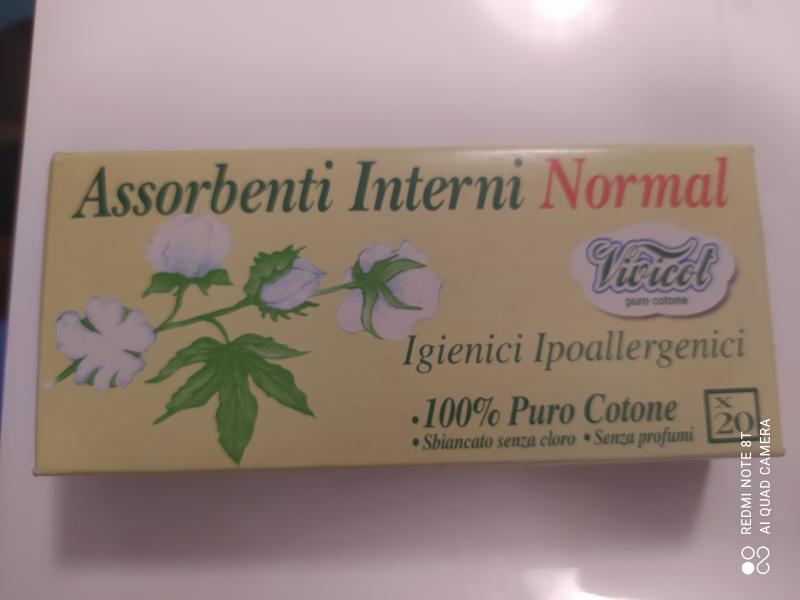 Assorbenti Interni Normal
Vivicot
puro cotone
Igienici Ipoallergenici
• 100% Puro Cotone
• Sbiancato senza cloro • Senza profumi
x
20
REDMI NOTE 8T
AI QUAD CAMERA